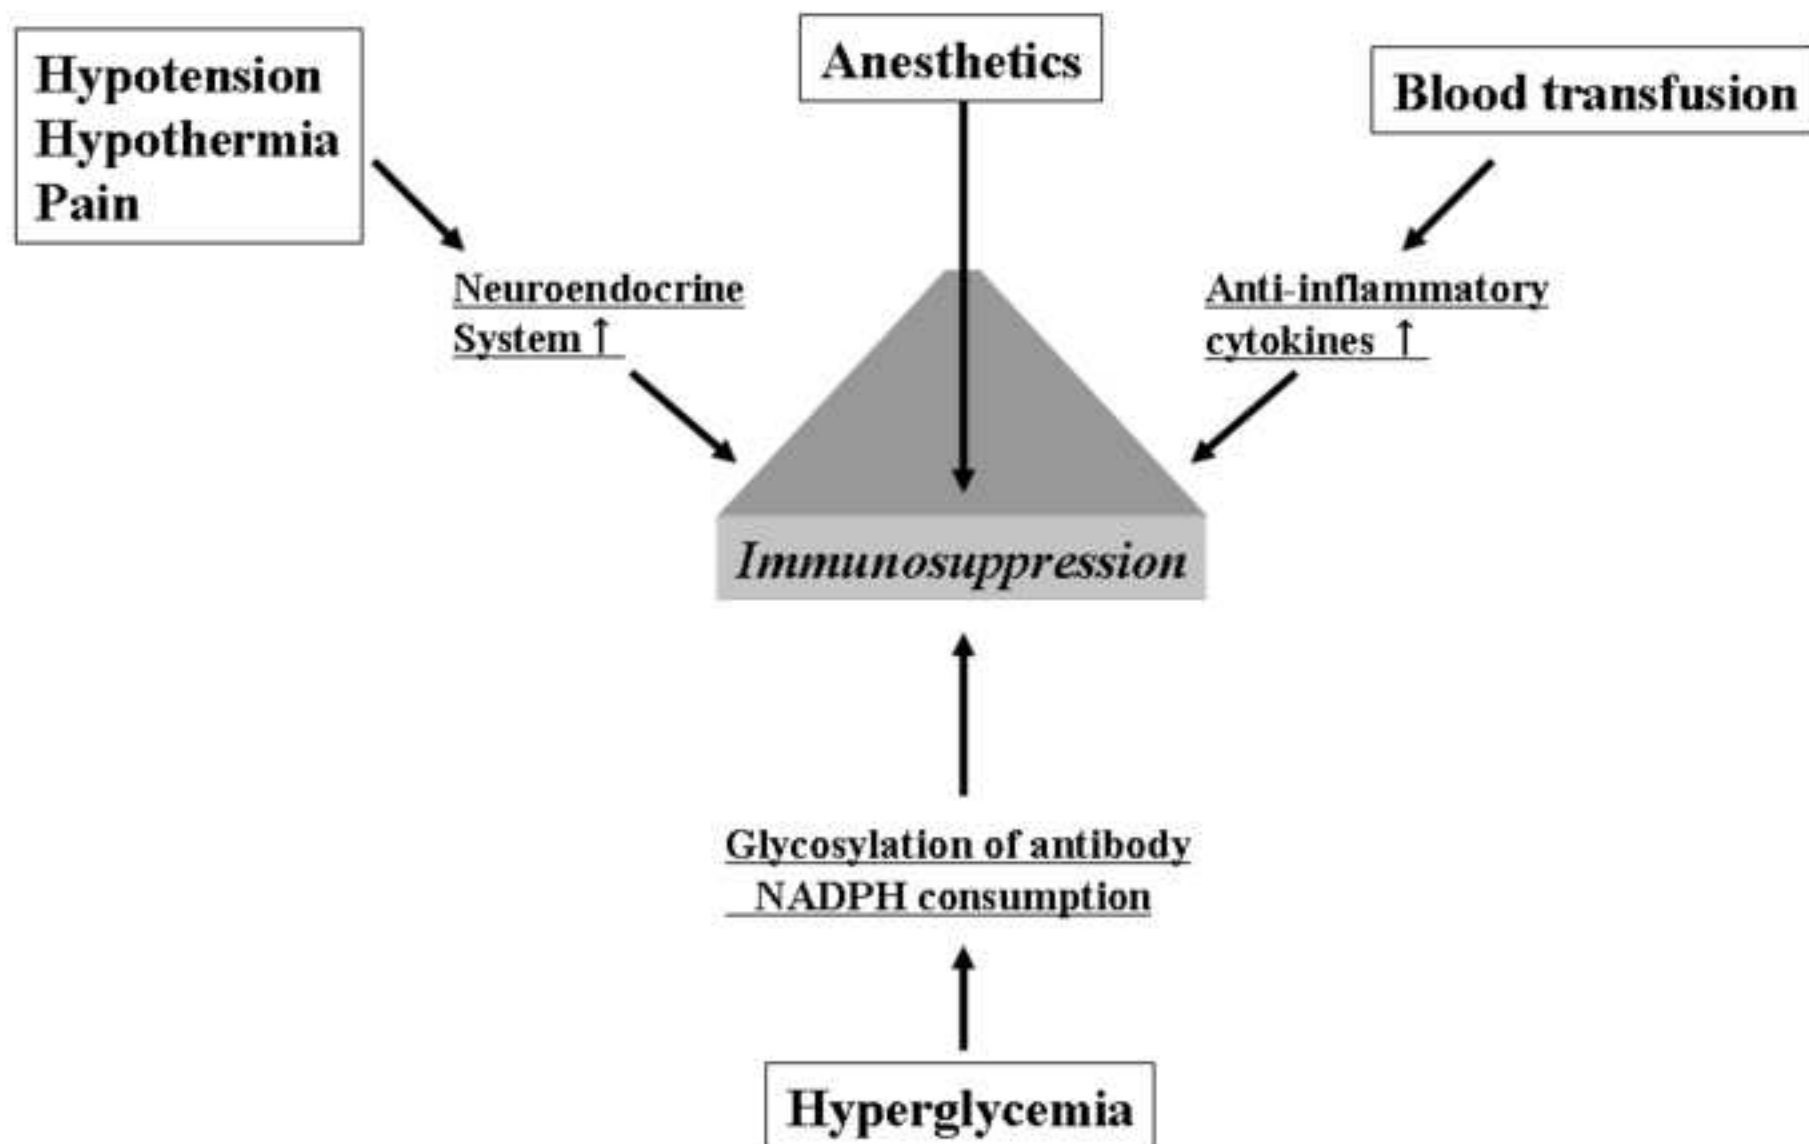 Hypotension
Hypothermia
Pain
Anesthetics
Blood transfusion
Neuroendocrine
System ↑
Anti-inflammatory
cytokines ↑
Immunosuppression
Glycosylation of antibody
NADPH consumption
Hyperglycemia